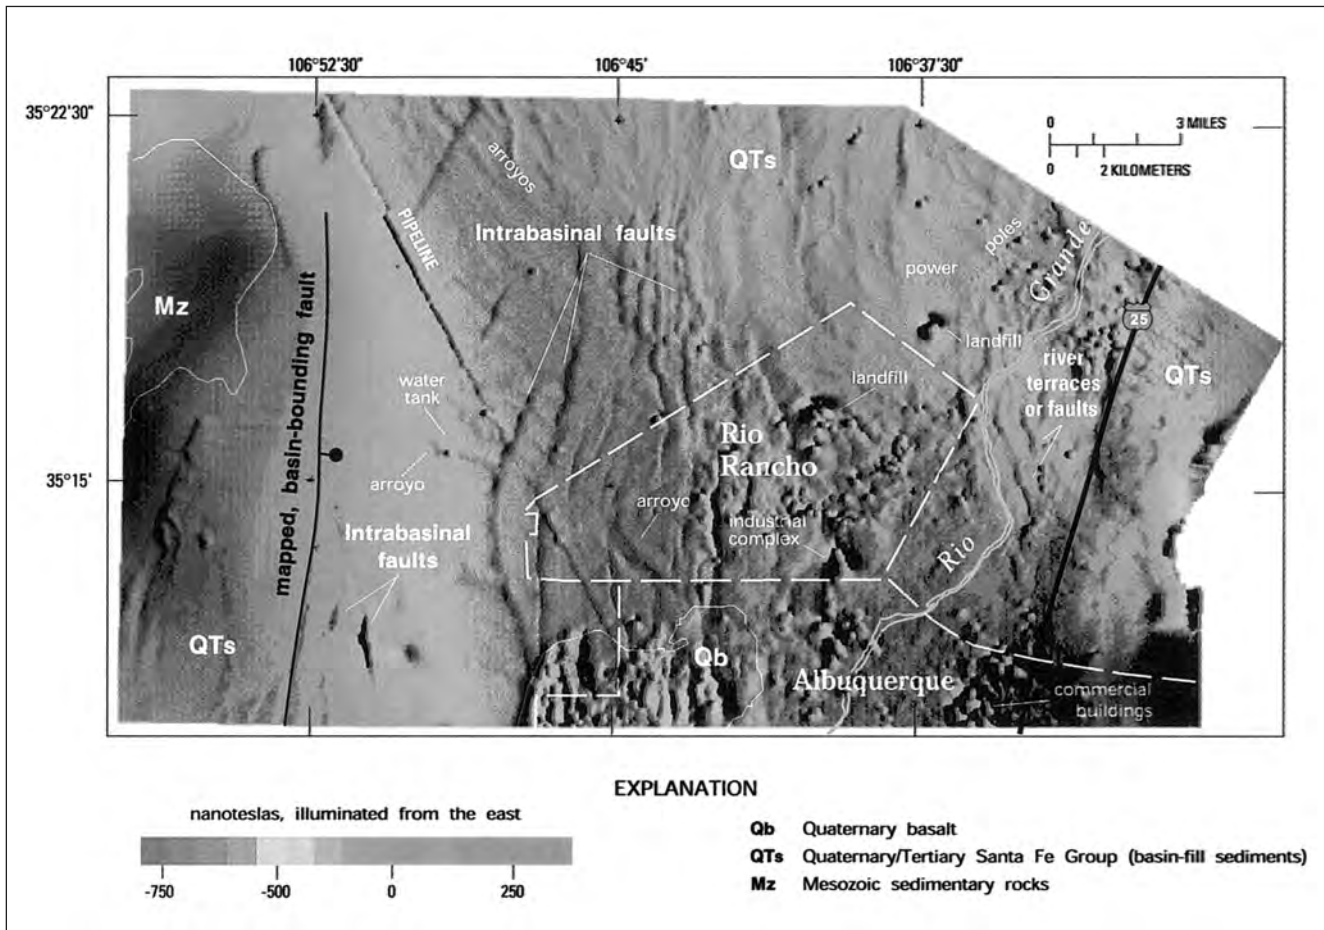 106°52'30"
106°45'
106°37'30"
35°22'30"
0
3 MILES
0
2 KILOMETERS
QTs
arroyos
PIPELINE
Intrabasinal faults
poles
Grande
power
Mz
25
landfill
river
terraces
or faults
QTs
mapped, basin-bounding fault
water
tank
landfill
Rio
Rancho
35°15'
arroyo
arroyo
industrial
complex
Intrabasinal
faults
Rio
QTs
Qb
Albuquerque
commercial
buildings
EXPLANATION
nanoteslas, illuminated from the east
-750
-500
0
250
Qb Quaternary basalt
QTs Quaternary/Tertiary Santa Fe Group (basin-fill sediments)
Mz Mesozoic sedimentary rocks